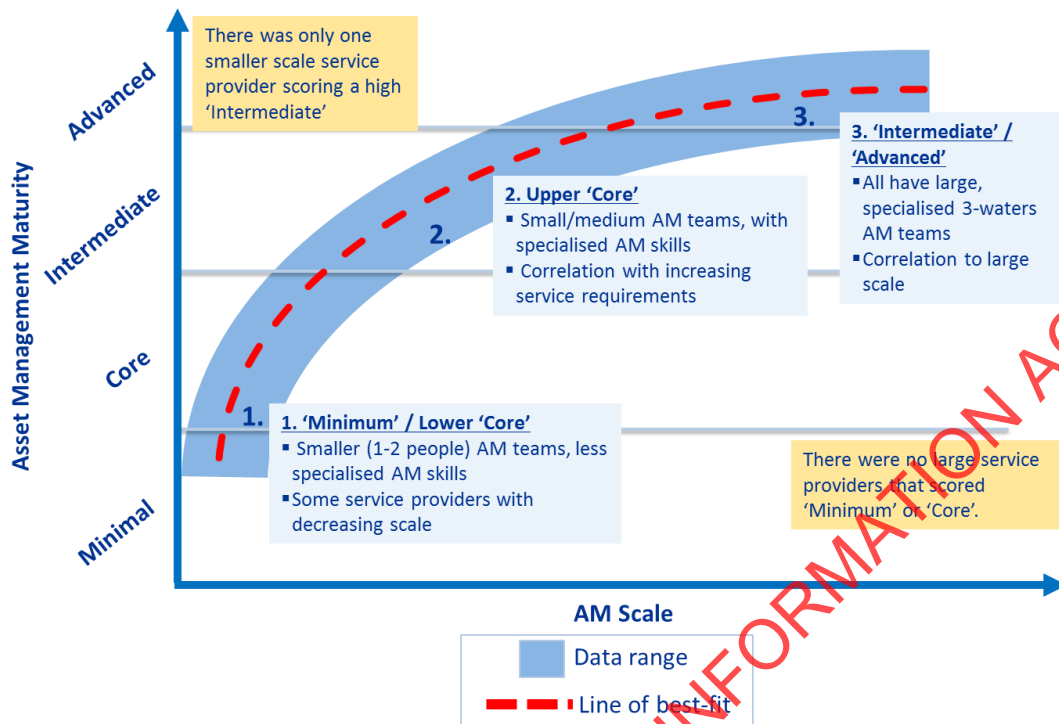 There was only one
smaller scale service
provider scoring a high
‘Intermediate’
Advanced
Intermediate
Core
Minimal
Asset Management Maturity
3.
3. ‘Intermediate’ /
‘Advanced’
▪All have large,
specialised 3-waters
AM teams
▪Correlation to large
scale
2.
2. Upper ‘Core’
▪ Small/medium AM teams, with
specialised AM skills
▪ Correlation with increasing
service requirements
1.
1. ‘Minimum’ / Lower ‘Core’
▪ Smaller (1-2 people) AM teams, less
specialised AM skills
▪Some service providers with
decreasing scale
There were no large service
providers that scored
‘Minimum’ or ‘Core’.
AM Scale
Data range
Line of best-fit
INFORMATION